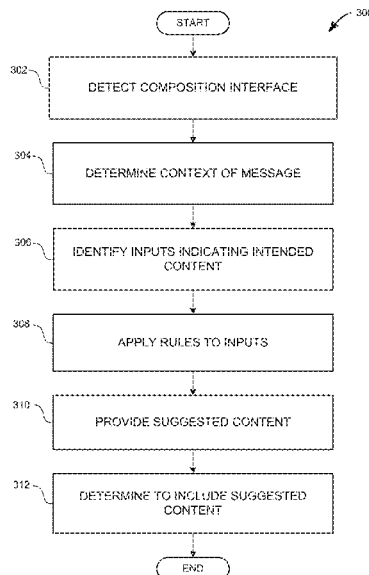 START
300
302
DETECT COMPOSITION INTERFACE
304
DETERMINE CONTEXT OF MESSAGE
306
IDENTIFY INPUTS INDICATING INTENDED
CONTENT
308
APPLY RULES TO INPUTS
310
PROVIDE SUGGESTED CONTENT
312
DETERMINE TO INCLUDE SUGGESTED
CONTENT
END